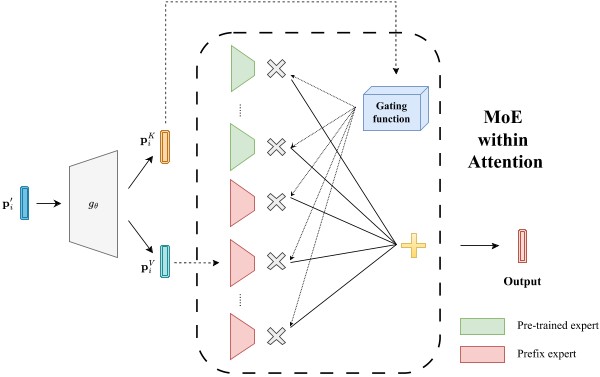 p_i^K
Gating
function
MoE
within
Attention
p'_i
g_θ
p_i^V
Output
Pre-trained expert
Prefix expert